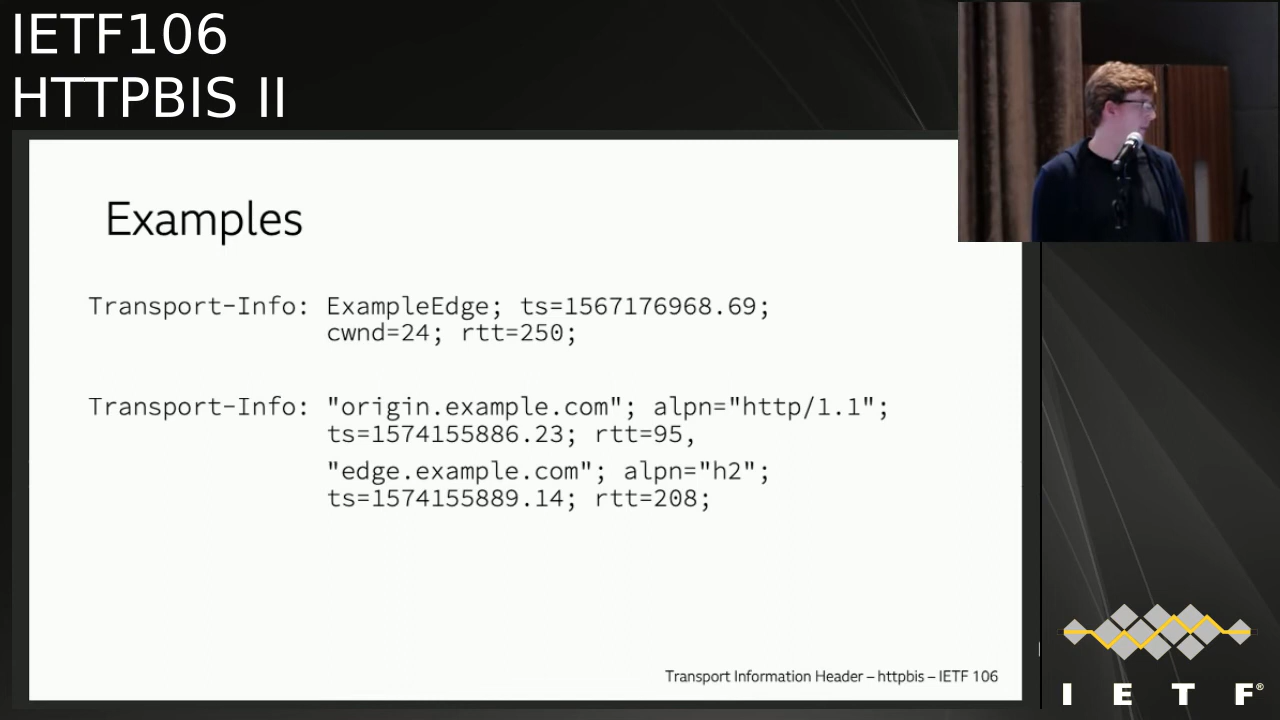 IETF106
HTTPBIS II
Examples
Transport-Info: ExampleEdge; ts=1567176968.69;
cwnd=24; rtt=250;
Transport-Info: "origin.example.com"; alpn="http/1.1";
ts=1574155886.23; rtt=95,
"edge.example.com"; alpn="h2";
ts=1574155889.14; rtt=208;
Transport Information Header – httpbis – IETF 106
I E T F®